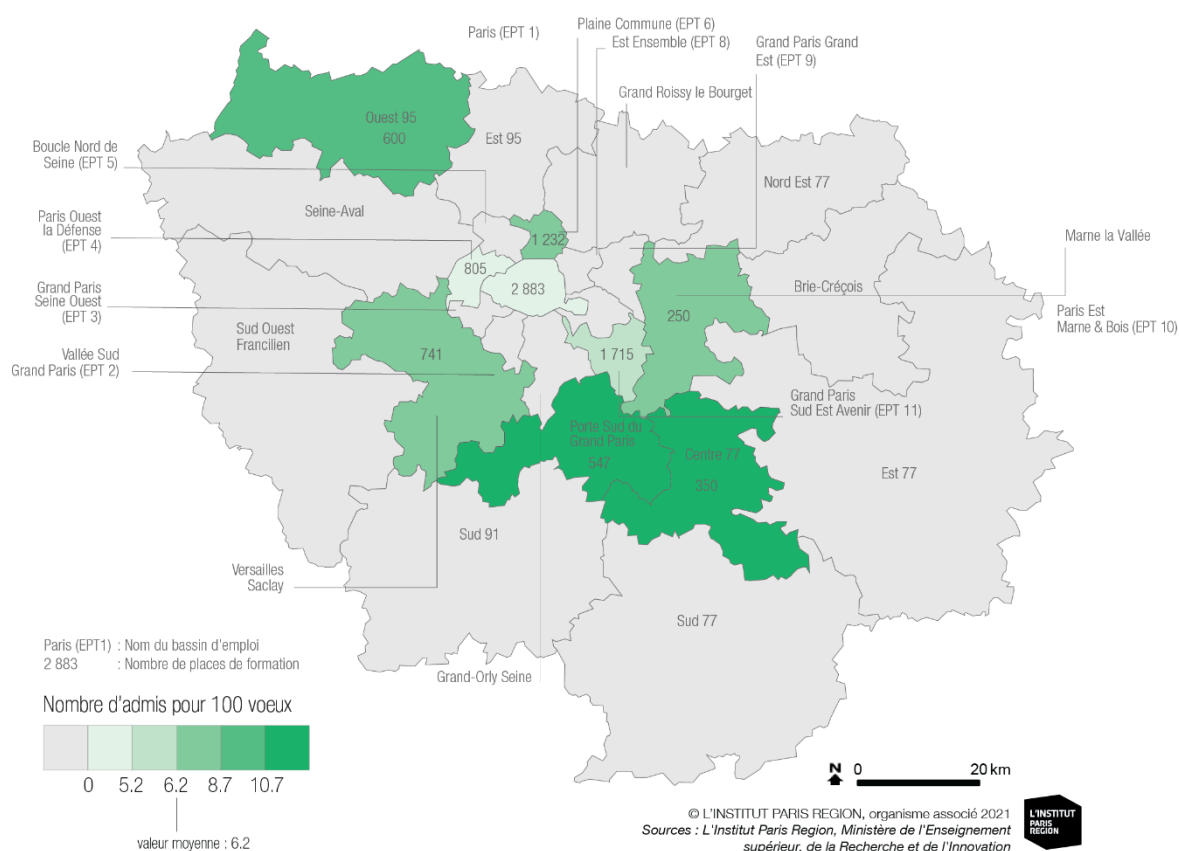 Paris (EPT 1)
Plaine Commune (EPT 6)
Est Ensemble (EPT 8)
Grand Paris Grand
Est (EPT 9)
Grand Roissy le Bourget
Ouest 95
600
Est 95
Boucle Nord de
Seine (EPT 5)
Nord Est 77
Seine-Aval
Paris Ouest
la Défense
(EPT 4)
1 232
Marne la Vallée
805
2 883
Brie-Créçois
Grand Paris
Seine Ouest
(EPT 3)
250
Paris Est
Marne & Bois (EPT 10)
Sud Ouest
Francilien
741
1 715
Vallée Sud
Grand Paris (EPT 2)
Grand Paris
Sud Est Avenir (EPT 11)
Porte Sud du
Grand Paris
547
Centre 77
350
Est 77
Sud 91
Versailles
Saclay
Sud 77
Grand-Orly Seine
Paris (EPT1) : Nom du bassin d'emploi
2 883 : Nombre de places de formation
Nombre d'admis pour 100 voeux
0 5.2 6.2 8.7 10.7
valeur moyenne : 6.2
N 0 20 km
© L'INSTITUT PARIS REGION, organisme associé 2021
Sources : L'Institut Paris Region, Ministère de l'Enseignement
supérieur, de la Recherche et de l'Innovation
L'INSTITUT
PARIS
REGION